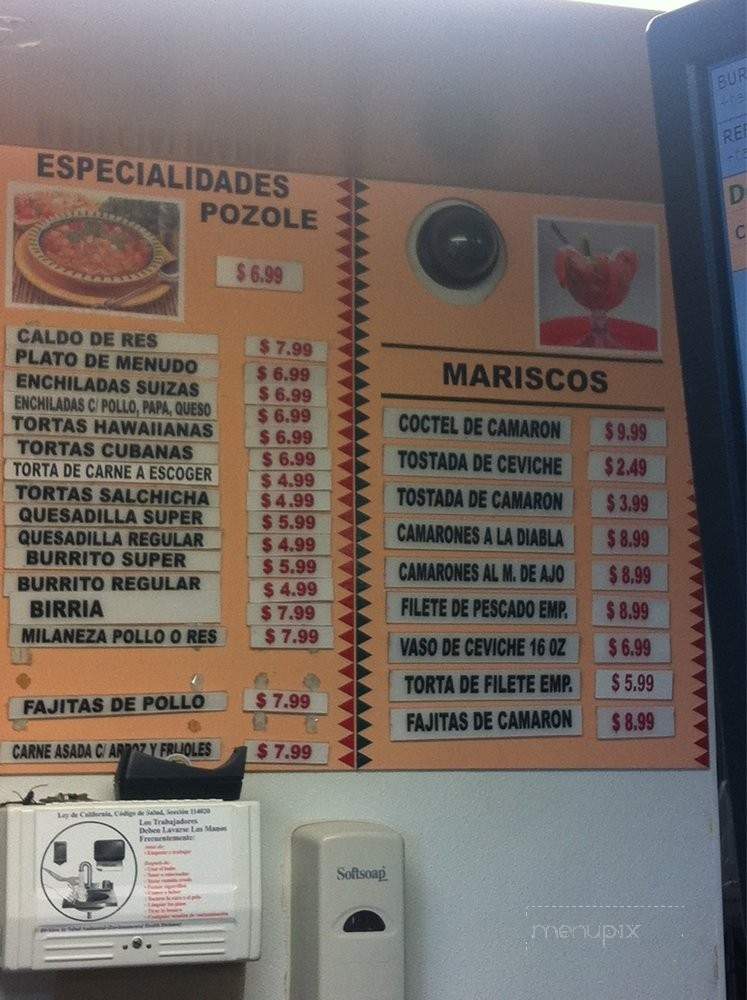 ESPECIALIDADES
POZOLE
$ 6.99
CALDO DE RES $ 7.99
PLATO DE MENUDO $ 6.99
ENCHILADAS SUIZAS $ 6.99
ENCHILADAS C/ POLLO, PAPA, QUESO $ 6.99
TORTAS HAWAIIANAS $ 6.99
TORTAS CUBANAS $ 6.99
TORTA DE CARNE A ESCOGER $ 4.99
TORTAS SALCHICHA $ 4.99
QUESADILLA SUPER $ 5.99
QUESADILLA REGULAR $ 4.99
BURRITO SUPER $ 5.99
BURRITO REGULAR $ 4.99
BIRRIA $ 7.99
MILANEZA POLLO O RES $ 7.99
FAJITAS DE POLLO $ 7.99
CARNE ASADA C/ ARROZ Y FRIJOLES $ 7.99
MARISCOS
COCTEL DE CAMARON $ 9.99
TOSTADA DE CEVICHE $ 2.49
TOSTADA DE CAMARON $ 3.99
CAMARONES A LA DIABLA $ 8.99
CAMARONES AL M. DE AJO $ 8.99
FILETE DE PESCADO EMP. $ 8.99
VASO DE CEVICHE 16 OZ $ 6.99
TORTA DE FILETE EMP. $ 5.99
FAJITAS DE CAMARON $ 8.99
BUR
RE
D
C
Ley de California, Código de Salud, Sección 114020
Los Trabajadores
Deben Lavarse Las Manos
Frecuentemente:
Softsoap
menupix